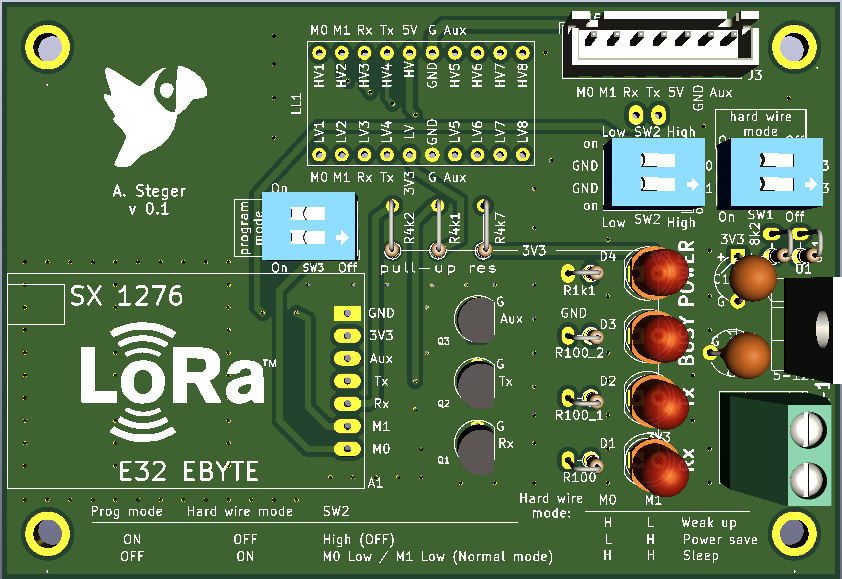 M0 M1 Rx Tx 5V G Aux
HV1 HV2 HV3 HV4 HV GND HV5 HV6 HV7 HV8
LL1
LV1 LV2 LV3 LV4 LV GND LV5 LV6 LV7 LV8
M0 M1 Rx Tx 3V3 G Aux
J3
M0 M1 Rx Tx 5V GND Aux
hard wire
mode
Low SW2 High
on
GND
GND
on
Low SW2 High
On SW1 Off
A. Steger
v 0.1
On
program
mode
On SW3 Off
R4k2
R4k1
R4k7
pull-up res
3V3
3V3
8k2
U1
D4
POWER
R1k1
GND
D3
BUSY
R100_2
D2
R100_1
D1
RX
R100
G
Aux
Q3
G
Tx
Q2
G
Rx
Q1
SX 1276
LoRa™
E32 EBYTE
A1
GND
3V3
Aux
Tx
Rx
M1
M0
Prog mode Hard wire mode SW2
ON OFF High (OFF)
OFF ON M0 Low / M1 Low (Normal mode)
Hard wire
mode:
M0 M1
H L Weak up
L H Power save
H H Sleep